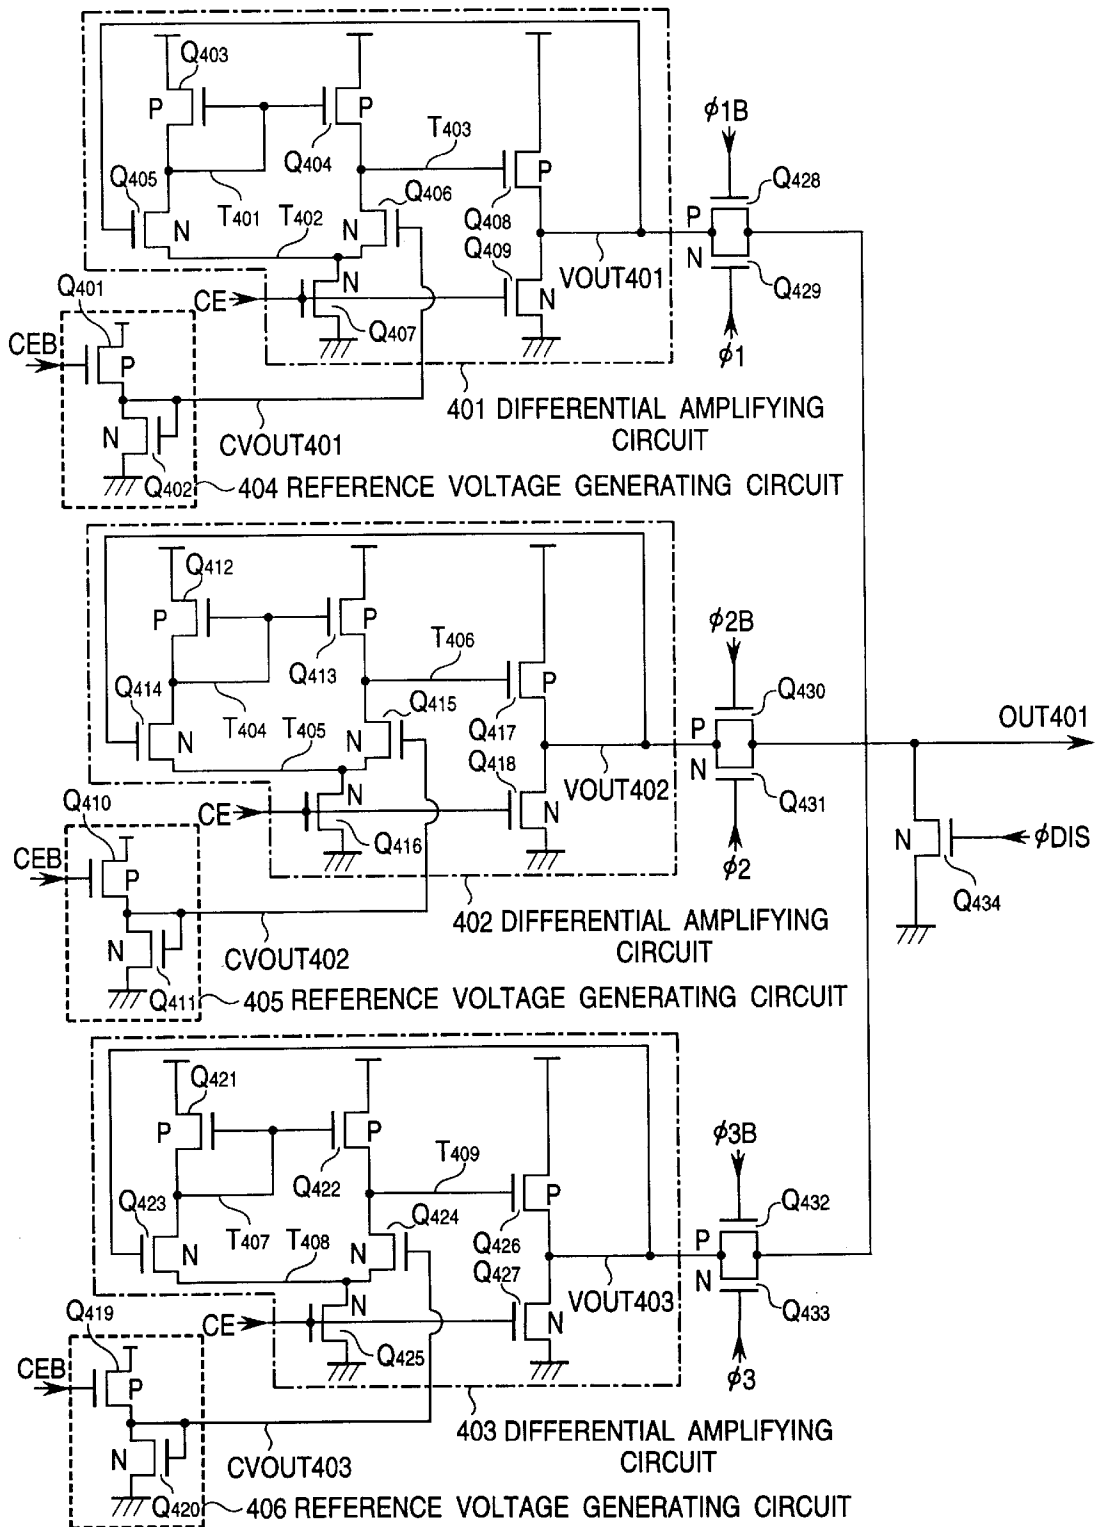 Q403
P
P
Q404
T403
Q405
Q406
T401
T402
N
N
P
Q408
Q409
VOUT401
N
N
CE
Q407
Q401
CEB
P
N
Q402
CVOUT401
401 DIFFERENTIAL AMPLIFYING
CIRCUIT
404 REFERENCE VOLTAGE GENERATING CIRCUIT
φ1B
Q428
P
N
Q429
φ1
Q412
P
P
Q413
T406
Q414
Q415
T404
T405
N
N
P
Q417
Q418
VOUT402
N
N
CE
Q416
Q410
CEB
P
N
Q411
CVOUT402
402 DIFFERENTIAL AMPLIFYING
CIRCUIT
405 REFERENCE VOLTAGE GENERATING CIRCUIT
φ2B
Q430
P
N
Q431
φ2
OUT401
N
φDIS
Q434
Q421
P
P
Q422
T409
Q423
Q424
T407
T408
N
N
P
Q426
Q427
VOUT403
N
N
CE
Q425
Q419
CEB
P
N
Q420
CVOUT403
403 DIFFERENTIAL AMPLIFYING
CIRCUIT
406 REFERENCE VOLTAGE GENERATING CIRCUIT
φ3B
Q432
P
N
Q433
φ3